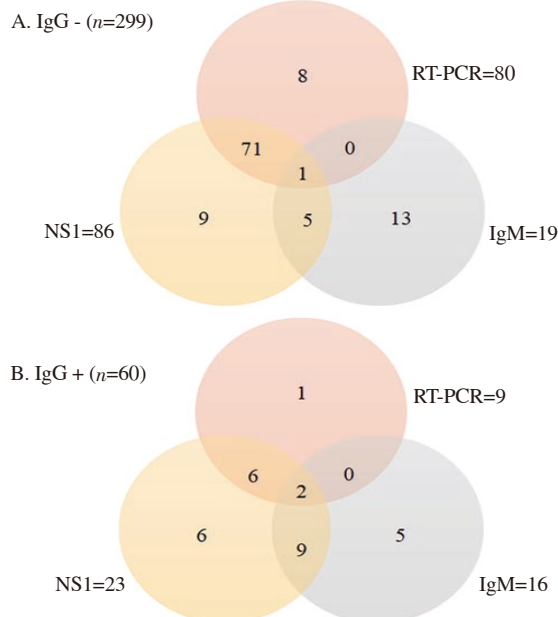 A. IgG - (n=299)
8
RT-PCR=80
71
0
1
9
5
13
NS1=86
IgM=19
B. IgG + (n=60)
1
RT-PCR=9
6
0
2
6
9
5
NS1=23
IgM=16